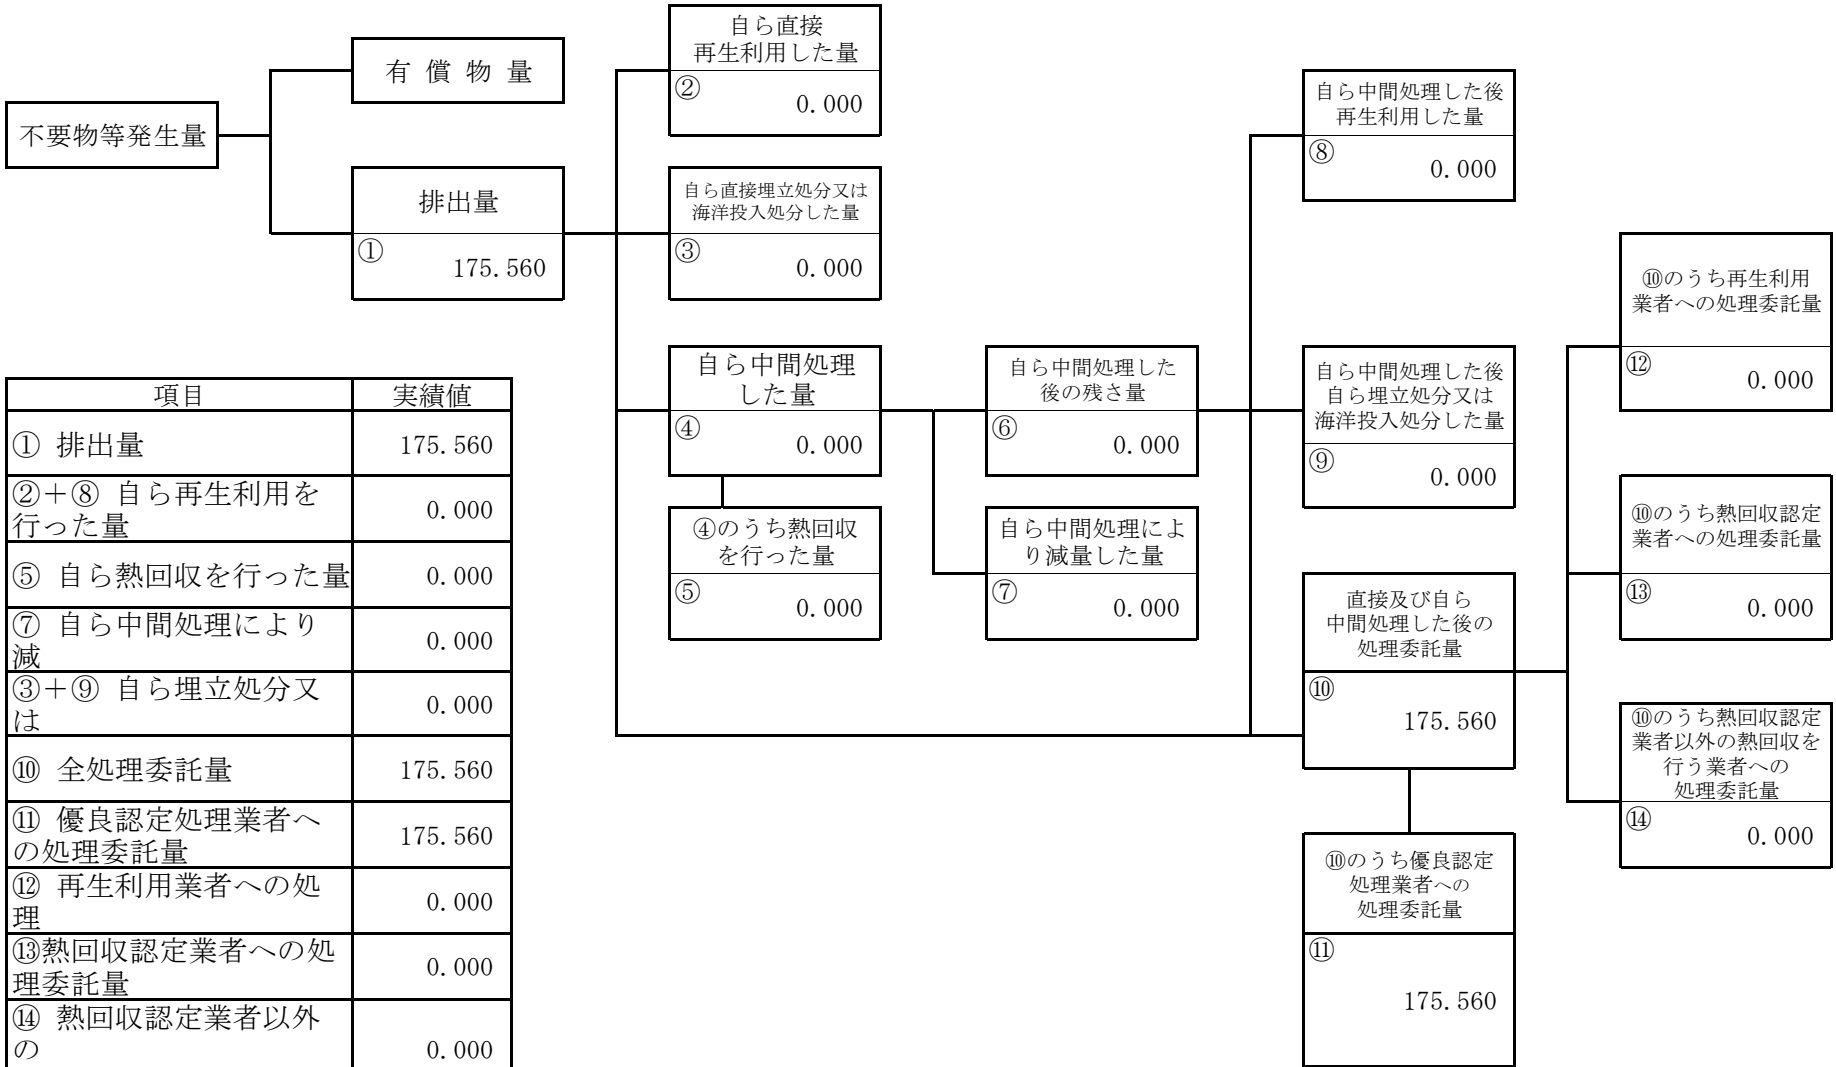 自ら直接
再生利用した量
②
0.000
有 償 物 量
不要物等発生量
排出量
①
175.560
自ら直接埋立処分又は
海洋投入処分した量
③
0.000
自ら中間処理した後
再生利用した量
⑧
0.000
自ら中間処理
した量
④
0.000
④のうち熱回収
を行った量
⑤
0.000
自ら中間処理した
後の残さ量
⑥
0.000
自ら中間処理によ
り減量した量
⑦
0.000
自ら中間処理した後
自ら埋立処分又は
海洋投入処分した量
⑨
0.000
直接及び自ら
中間処理した後の
処理委託量
⑩
175.560
⑩のうち優良認定
処理業者への
処理委託量
⑪
175.560
⑩のうち再生利用
業者への処理委託量
⑫
0.000
⑩のうち熱回収認定
業者への処理委託量
⑬
0.000
⑩のうち熱回収認定
業者以外の熱回収を
行う業者への
処理委託量
⑭
0.000
項目 実績値
① 排出量 175.560
②+⑧ 自ら再生利用を
行った量 0.000
⑤ 自ら熱回収を行った量 0.000
⑦ 自ら中間処理により
減 0.000
③+⑨ 自ら埋立処分又
は 0.000
⑩ 全処理委託量 175.560
⑪ 優良認定処理業者へ
の処理委託量 175.560
⑫ 再生利用業者への処
理 0.000
⑬熱回収認定業者への処
理委託量 0.000
⑭ 熱回収認定業者以外
の 0.000